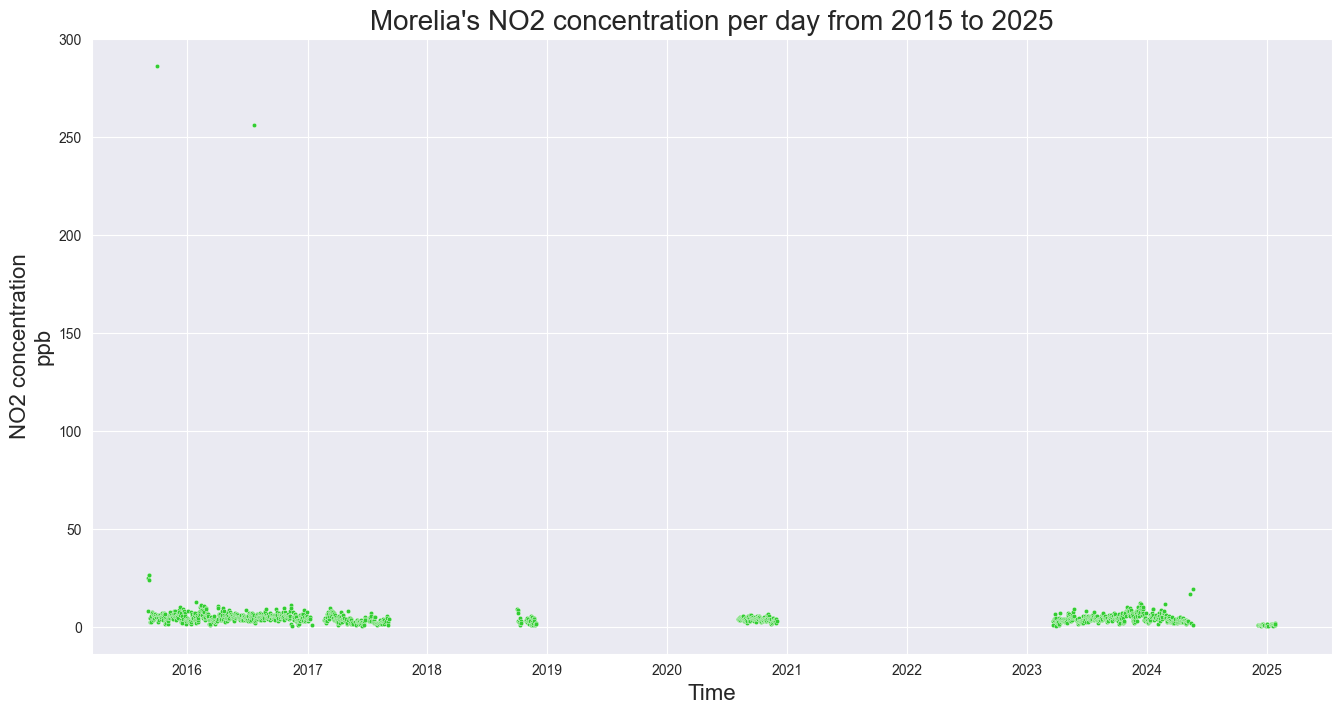 Morelia's NO2 concentration per day from 2015 to 2025
NO2 concentration
ppb
300
250
200
150
100
50
0
2016 2017 2018 2019 2020 2021 2022 2023 2024 2025
Time